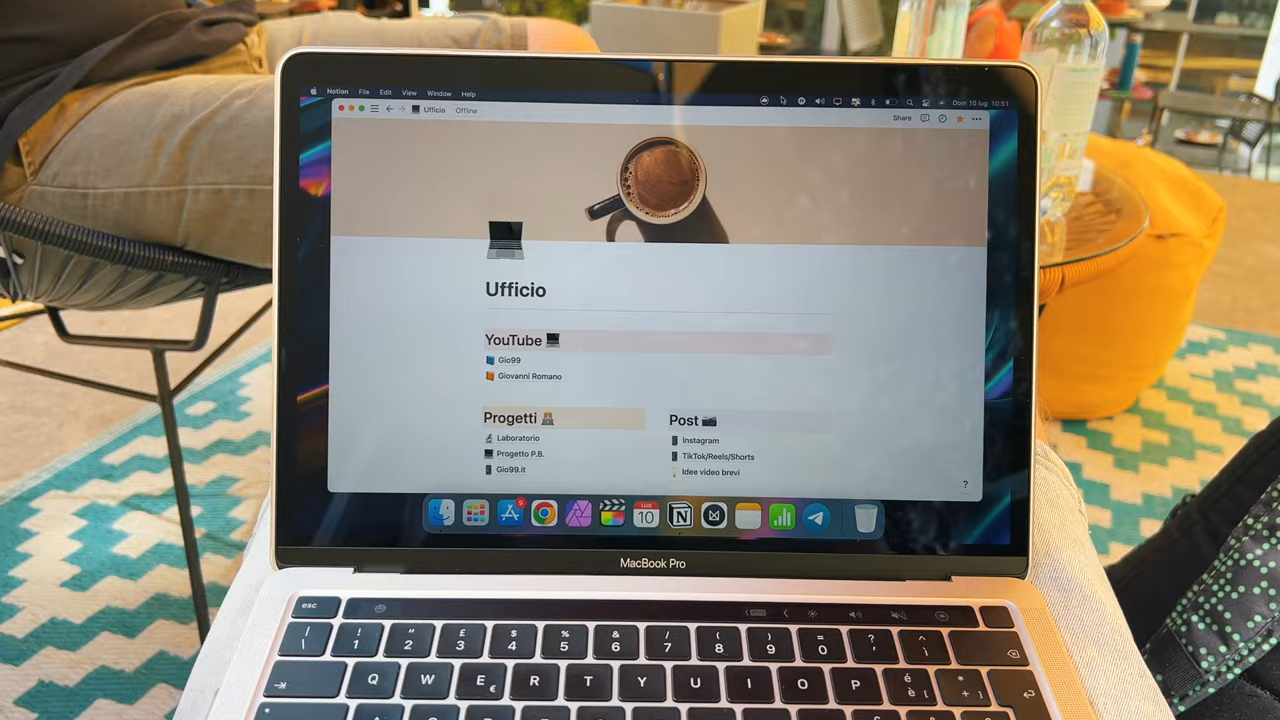 Notion File Edit View Window Help Dom 10 lug 10:51
Ufficio Offline Share
Ufficio
YouTube
Gio99
Giovanni Romano
Progetti
Laboratorio
Progetto P.B.
Gio99.it
Post
Instagram
TikTok/Reels/Shorts
Idee video brevi
?
9
LUG
10
N
MacBook Pro
esc
| \ ! 1 " 2 £ 3 $ 4 % 5 & 6 / 7 ( 8 ) 9 = 0 ? ' ^ ì
Q W E € R T Y U I O P é è [ * + ]